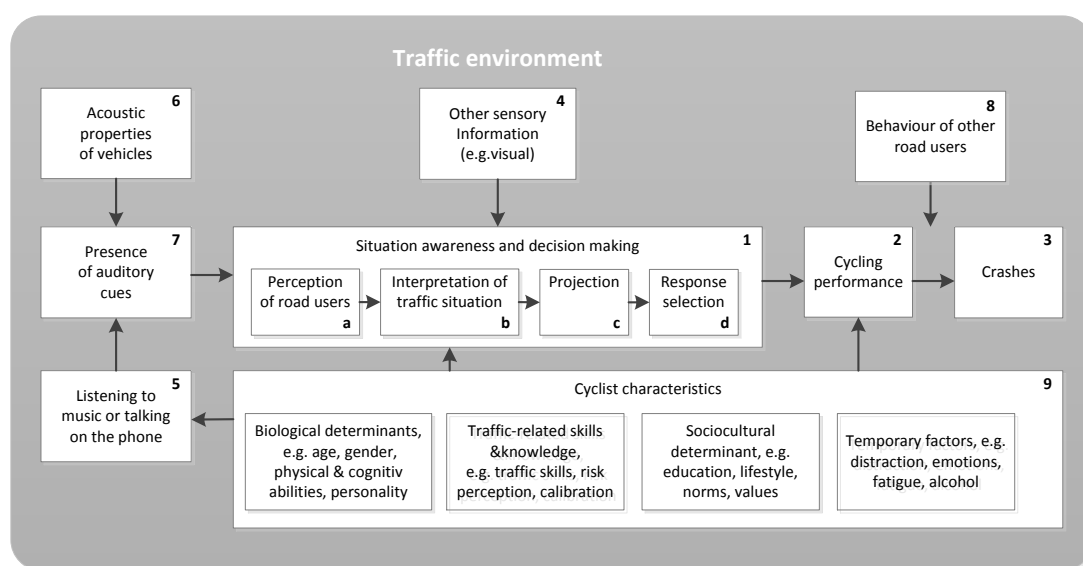 Traffic environment
6
Acoustic
properties
of vehicles
4
Other sensory
Information
(e.g.visual)
8
Behaviour of other
road users
7
Presence
of auditory
cues
Situation awareness and decision making
1
Perception
of road users
a
Interpretation of
traffic situation
b
Projection
c
Response
selection
d
2
Cycling
performance
3
Crashes
5
Listening to
music or talking
on the phone
Cyclist characteristics
9
Biological determinants,
e.g. age, gender,
physical & cognitiv
abilities, personality
Traffic-related skills
&knowledge,
e.g. traffic skills, risk
perception, calibration
Sociocultural
determinant, e.g.
education, lifestyle,
norms, values
Temporary factors, e.g.
distraction, emotions,
fatigue, alcohol